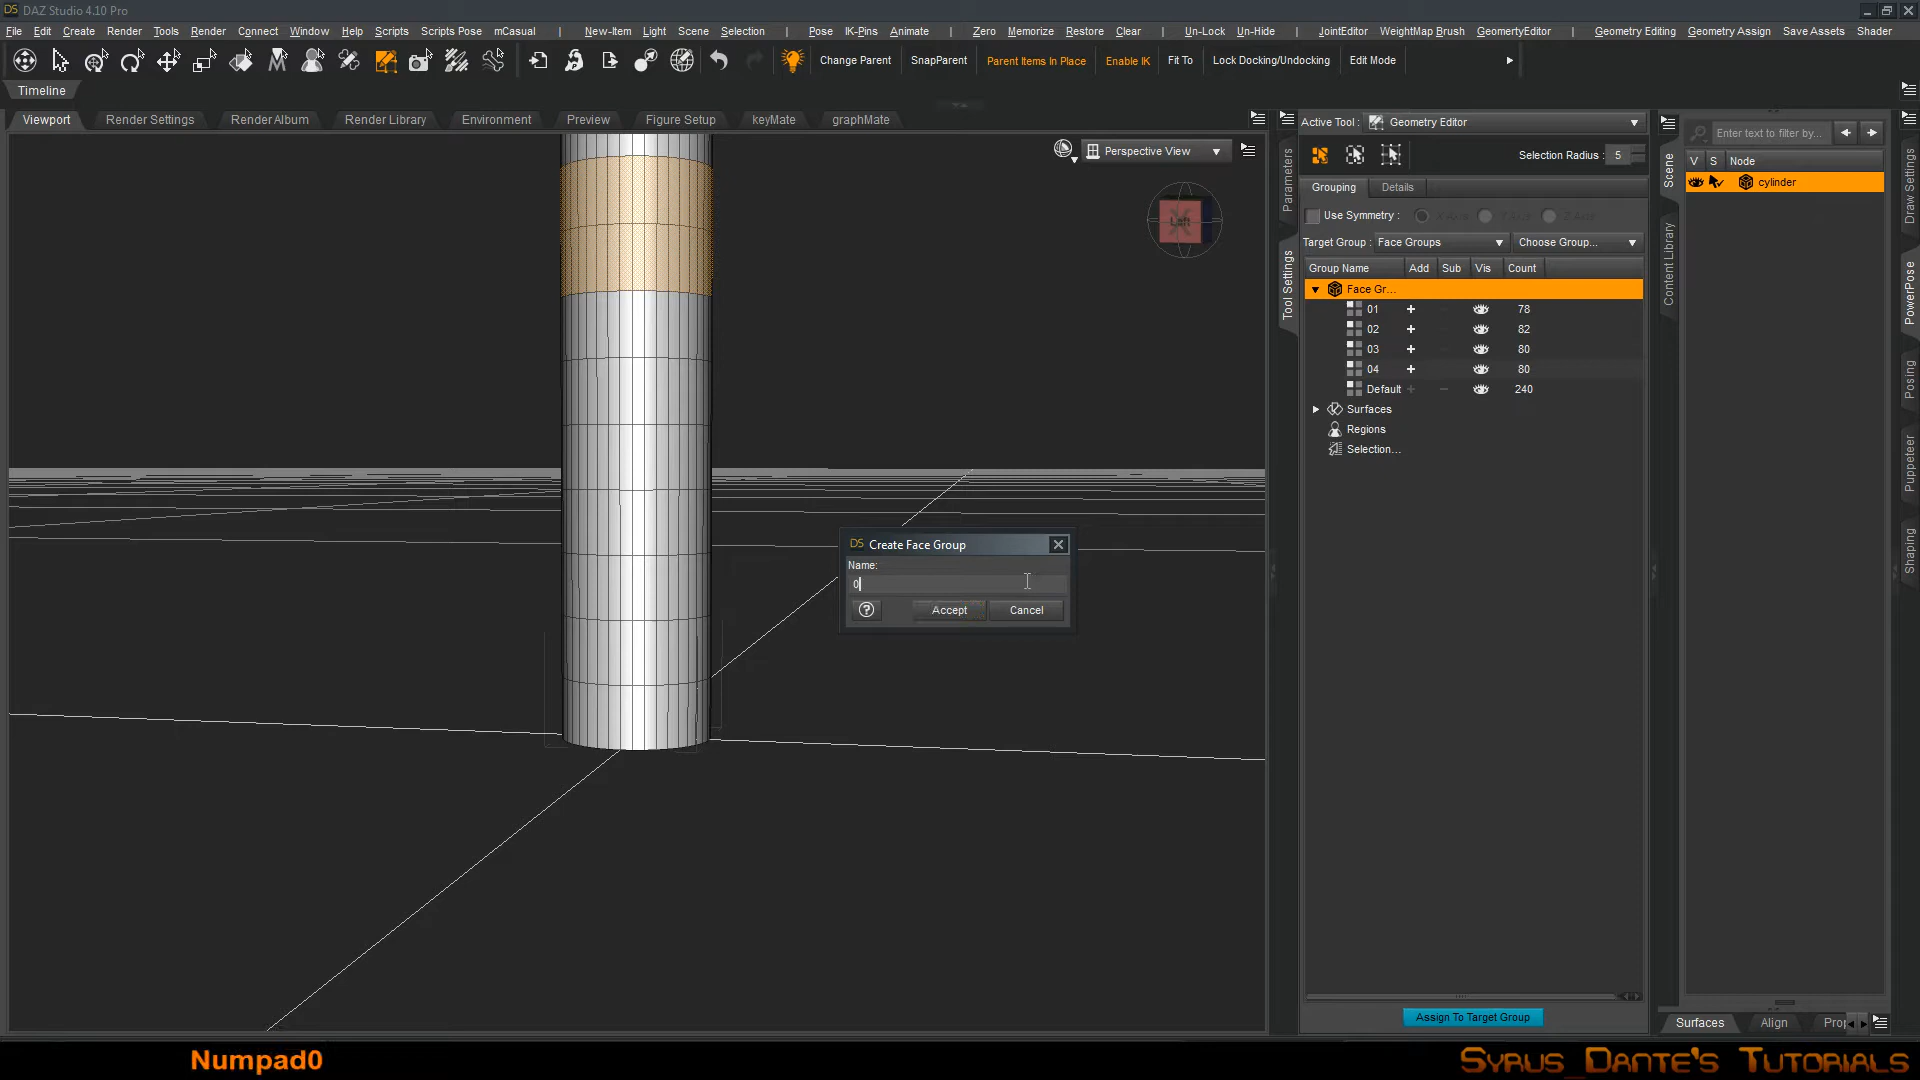 DS DAZ Studio 4.10 Pro
File Edit Create Render Tools Render Connect Window Help Scripts Scripts Pose mCasual | New-Item Light Scene Selection | Pose IK-Pins Animate | Zero Memorize Restore Clear | Un-Lock Un-Hide | JointEditor WeightMap Brush GeomertyEditor | Geometry Editing Geometry Assign Save Assets Shader
Change Parent SnapParent Parent Items In Place Enable IK Fit To Lock Docking/Undocking Edit Mode
Timeline
Viewport Render Settings Render Album Render Library Environment Preview Figure Setup keyMate graphMate
Perspective View
Left
Active Tool : Geometry Editor
Selection Radius : 5
Grouping Details
Use Symmetry :
Target Group : Face Groups Choose Group...
Group Name Add Sub Vis Count
Face Gr...
01 78
02 82
03 80
04 80
Default 240
Surfaces
Regions
Selection...
Assign To Target Group
Parameters
Tool Settings
Scene
Content Library
Enter text to filter by...
V S Node
cylinder
Draw Settings
PowerPose
Posing
Puppeteer
Shaping
Surfaces Align Prop
DS Create Face Group
Name:
0
Accept Cancel
Numpad0
Syrus_Dante's Tutorials